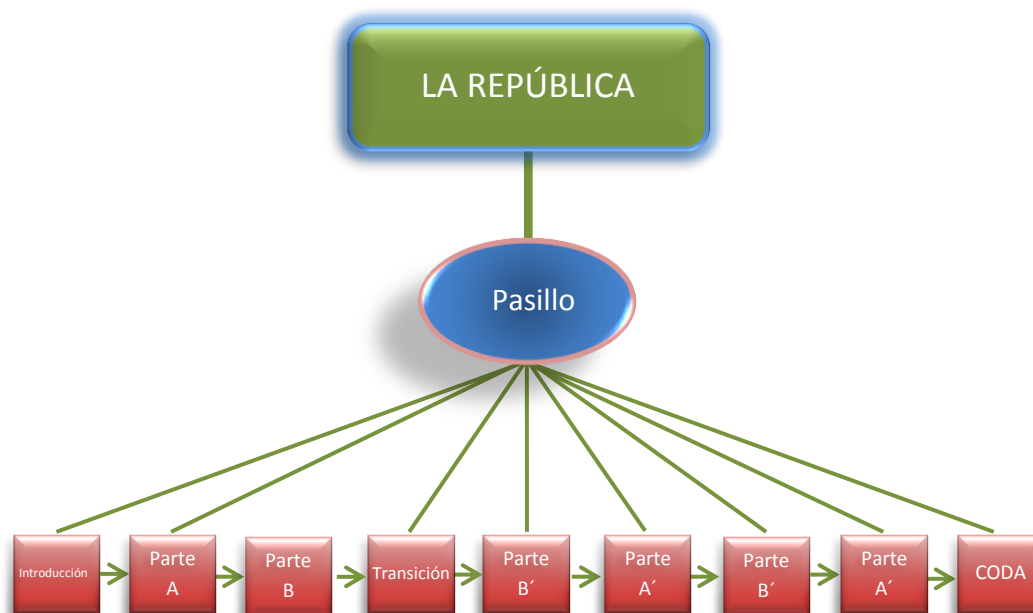 LA REPÚBLICA
Pasillo
Introducción
Parte
A
Parte
B
Transición
Parte
B´
Parte
A´
Parte
B´
Parte
A´
CODA